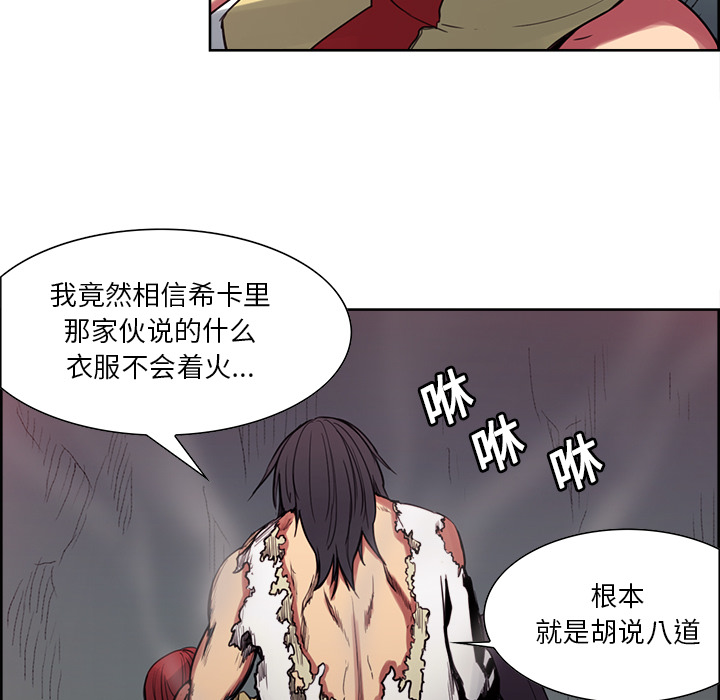 我竟然相信希卡里
那家伙说的什么
衣服不会着火...
咻
咻
咻
根本
就是胡说八道